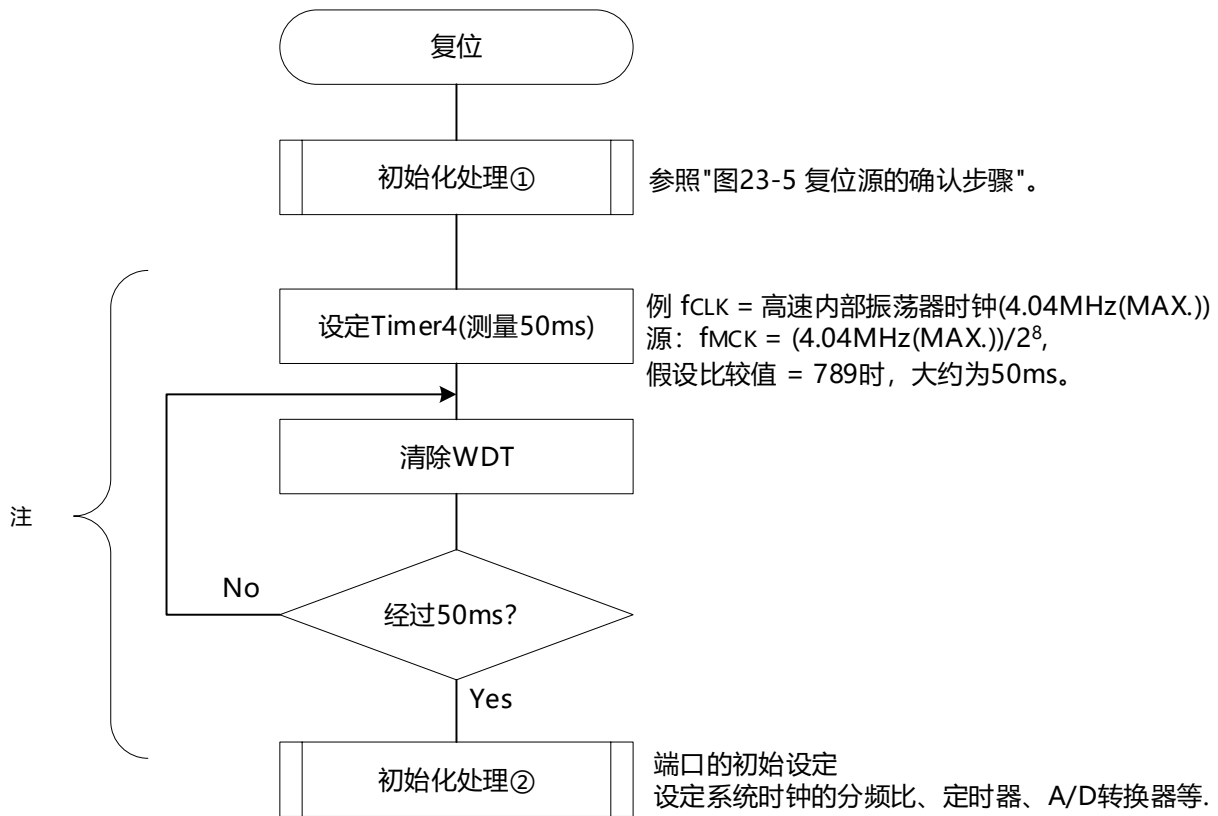 复位
初始化处理①
参照"图23-5 复位源的确认步骤"。
设定Timer4(测量50ms)
例 fCLK = 高速内部振荡器时钟(4.04MHz(MAX.))
源：fMCK = (4.04MHz(MAX.))/2⁸,
假设比较值 = 789时，大约为50ms。
清除WDT
注
No
经过50ms?
Yes
初始化处理②
端口的初始设定
设定系统时钟的分频比、定时器、A/D转换器等.